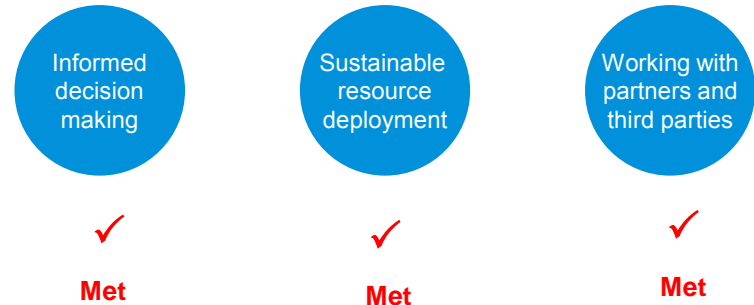 Informed
decision
making
Sustainable
resource
deployment
Working with
partners and
third parties
✓
✓
✓
Met
Met
Met